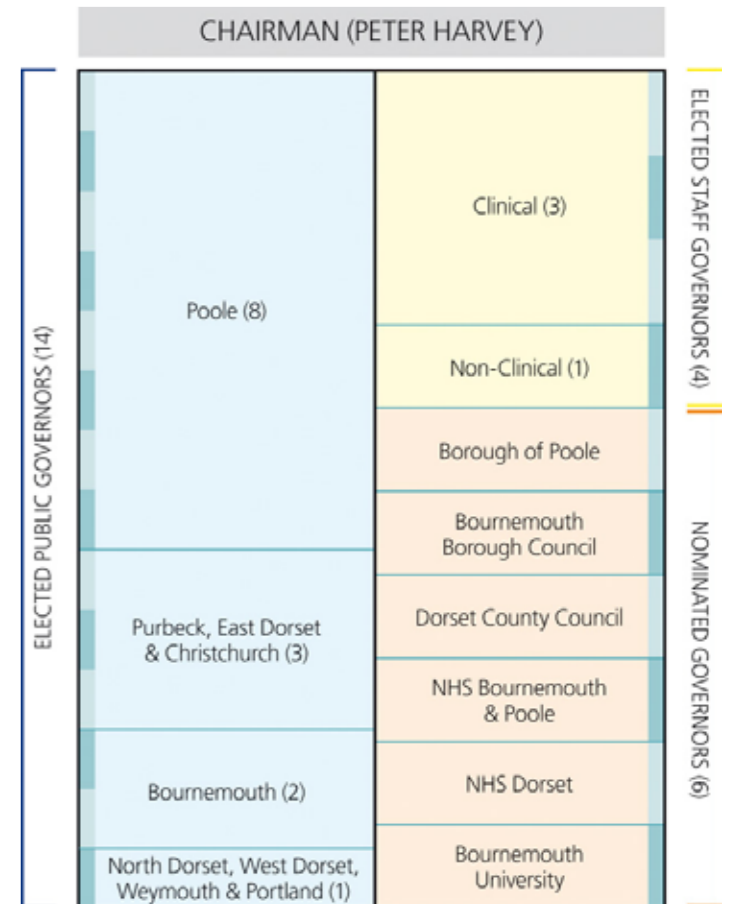 CHAIRMAN (PETER HARVEY)
ELECTED PUBLIC GOVERNORS (14)
Poole (8)
Purbeck, East Dorset
& Christchurch (3)
Bournemouth (2)
North Dorset, West Dorset,
Weymouth & Portland (1)
Clinical (3)
Non-Clinical (1)
Borough of Poole
Bournemouth
Borough Council
Dorset County Council
NHS Bournemouth
& Poole
NHS Dorset
Bournemouth
University
ELECTED STAFF GOVERNORS (4)
NOMINATED GOVERNORS (6)